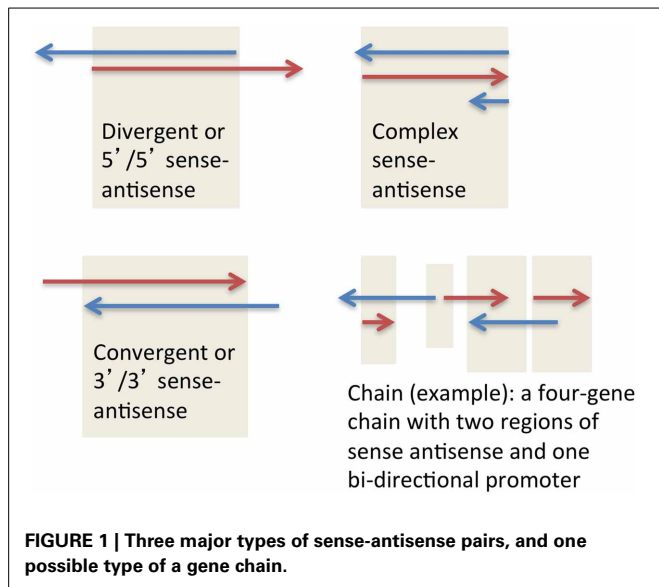 Divergent or
5’/5’ sense-
antisense
Complex
sense-
antisense
Convergent or
3’/3’ sense-
antisense
Chain (example): a four-gene
chain with two regions of
sense antisense and one
bi-directional promoter
FIGURE 1 | Three major types of sense-antisense pairs, and one
possible type of a gene chain.